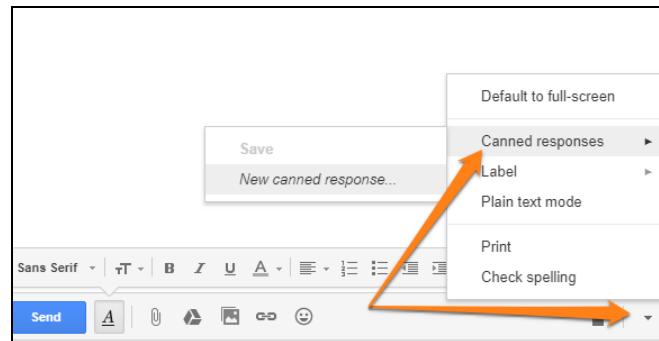 Default to full-screen
Canned responses
Save
New canned response...
Label
Plain text mode
Print
Check spelling
Sans Serif
Send